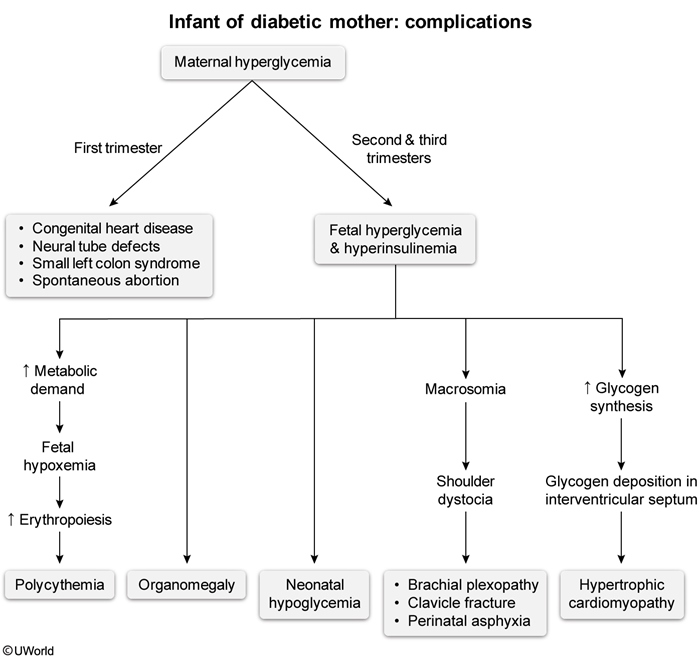 Infant of diabetic mother: complications
Maternal hyperglycemia
First trimester
Second & third
trimesters
• Congenital heart disease
• Neural tube defects
• Small left colon syndrome
• Spontaneous abortion
Fetal hyperglycemia
& hyperinsulinemia
↑ Metabolic
demand
Fetal
hypoxemia
↑ Erythropoiesis
Polycythemia
Organomegaly
Neonatal
hypoglycemia
Macrosomia
Shoulder
dystocia
• Brachial plexopathy
• Clavicle fracture
• Perinatal asphyxia
↑ Glycogen
synthesis
Glycogen deposition in
interventricular septum
Hypertrophic
cardiomyopathy
©UWorld